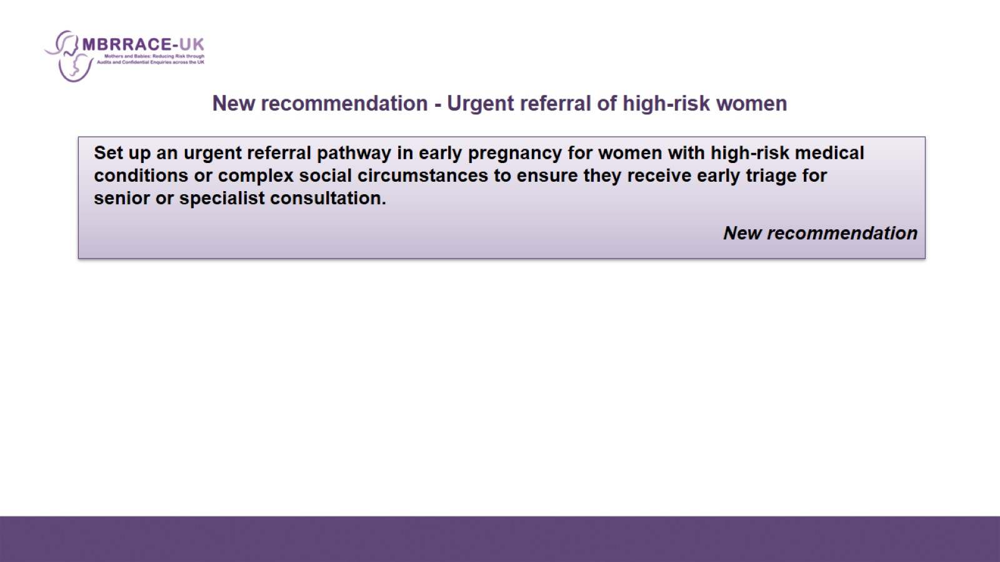 MBRRACE-UK
Mothers and Babies: Reducing Risk through
Audits and Confidential Enquiries across the UK
New recommendation - Urgent referral of high-risk women
Set up an urgent referral pathway in early pregnancy for women with high-risk medical
conditions or complex social circumstances to ensure they receive early triage for
senior or specialist consultation.
New recommendation